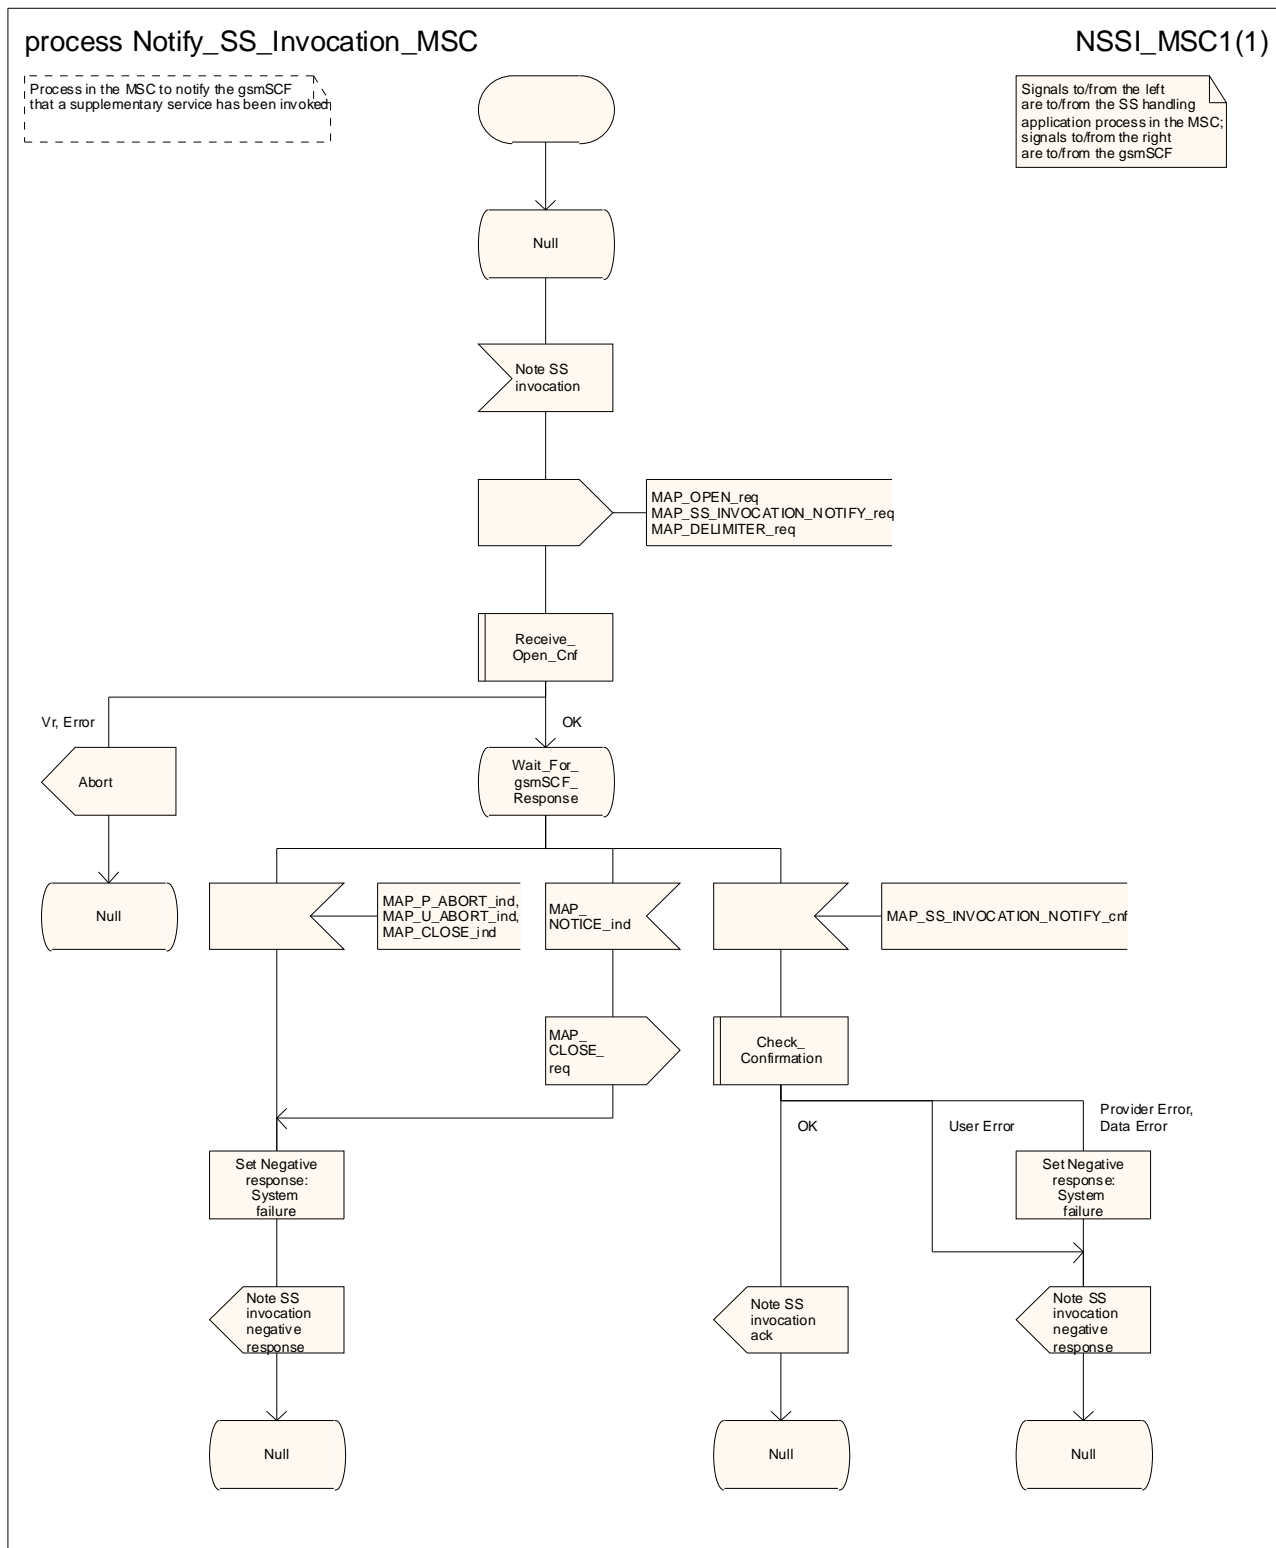 process Notify_SS_Invocation_MSC
NSSI_MSC1(1)
Process in the MSC to notify the gsmSCF
that a supplementary service has been invoked
Signals to/from the left
are to/from the SS handling
application process in the MSC;
signals to/from the right
are to/from the gsmSCF
Null
Note SS
invocation
MAP_OPEN_req
MAP_SS_INVOCATION_NOTIFY_req
MAP_DELIMITER_req
Receive_
Open_Cnf
Vr, Error
OK
Abort
Wait_For_
gsmSCF_
Response
Null
MAP_P_ABORT_ind,
MAP_U_ABORT_ind,
MAP_CLOSE_ind
MAP_
NOTICE_ind
MAP_SS_INVOCATION_NOTIFY_cnf
MAP_
CLOSE_
req
Check_
Confirmation
OK
User Error
Provider Error,
Data Error
Set Negative
response:
System
failure
Set Negative
response:
System
failure
Note SS
invocation
negative
response
Note SS
invocation
ack
Note SS
invocation
negative
response
Null
Null
Null